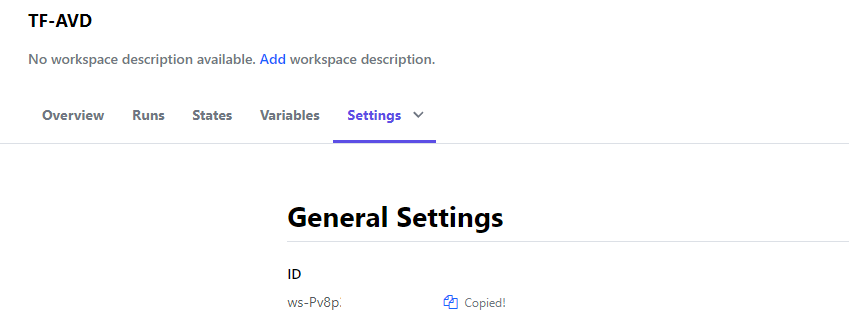 TF-AVD
No workspace description available. Add workspace description.
Overview Runs States Variables Settings
General Settings
ID
ws-Pv8p Copied!